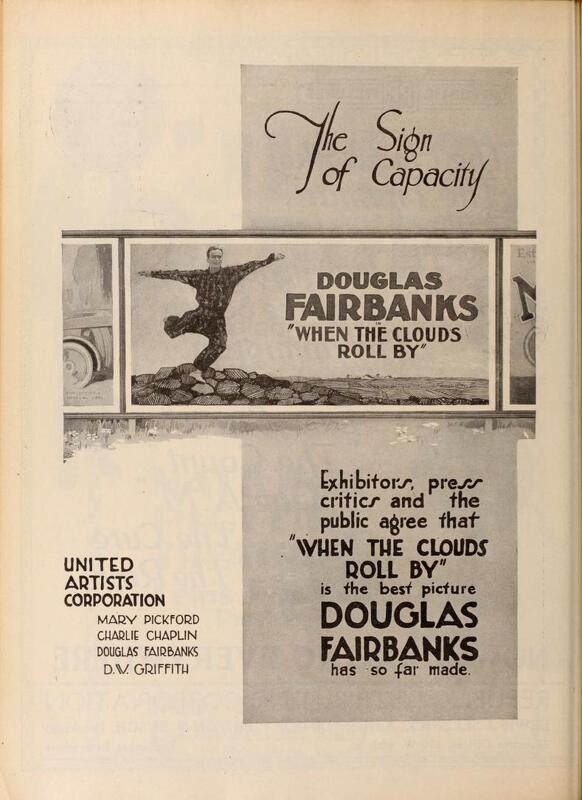 The Sign
of Capacity
DOUGLAS
FAIRBANKS
in
"WHEN THE CLOUDS
ROLL BY"
Exhibitors, press
critics and the
public agree that
"WHEN THE CLOUDS
ROLL BY"
is the best picture
DOUGLAS
FAIRBANKS
has so far made.
UNITED
ARTISTS
CORPORATION
MARY PICKFORD
CHARLIE CHAPLIN
DOUGLAS FAIRBANKS
D.W. GRIFFITH